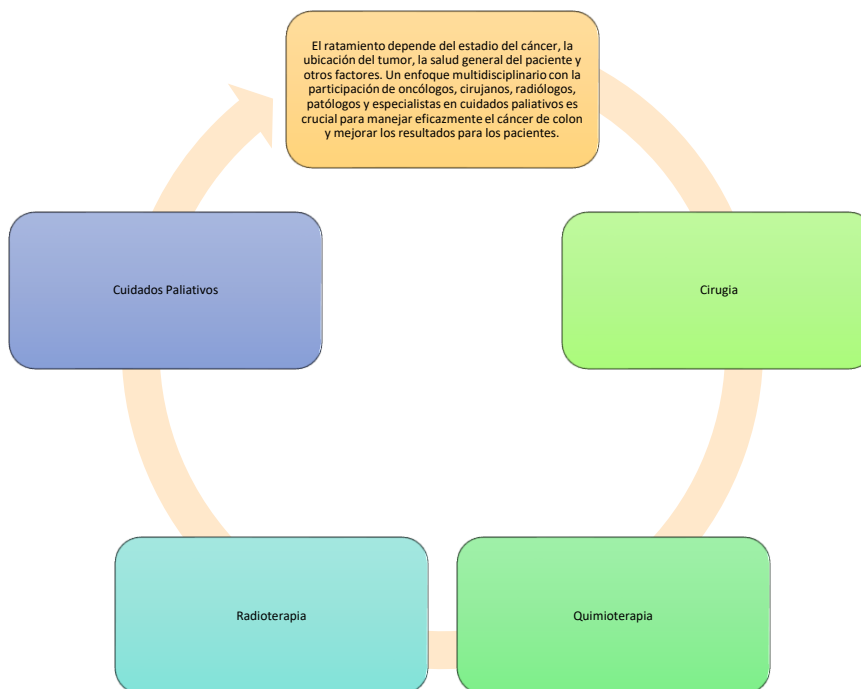 El ratamiento depende del estadio del cáncer, la
ubicación del tumor, la salud general del paciente y
otros factores. Un enfoque multidisciplinario con la
participación de oncólogos, cirujanos, radiólogos,
patólogos y especialistas en cuidados paliativos es
crucial para manejar eficazmente el cáncer de colon
y mejorar los resultados para los pacientes.
Cirugia
Quimioterapia
Radioterapia
Cuidados Paliativos